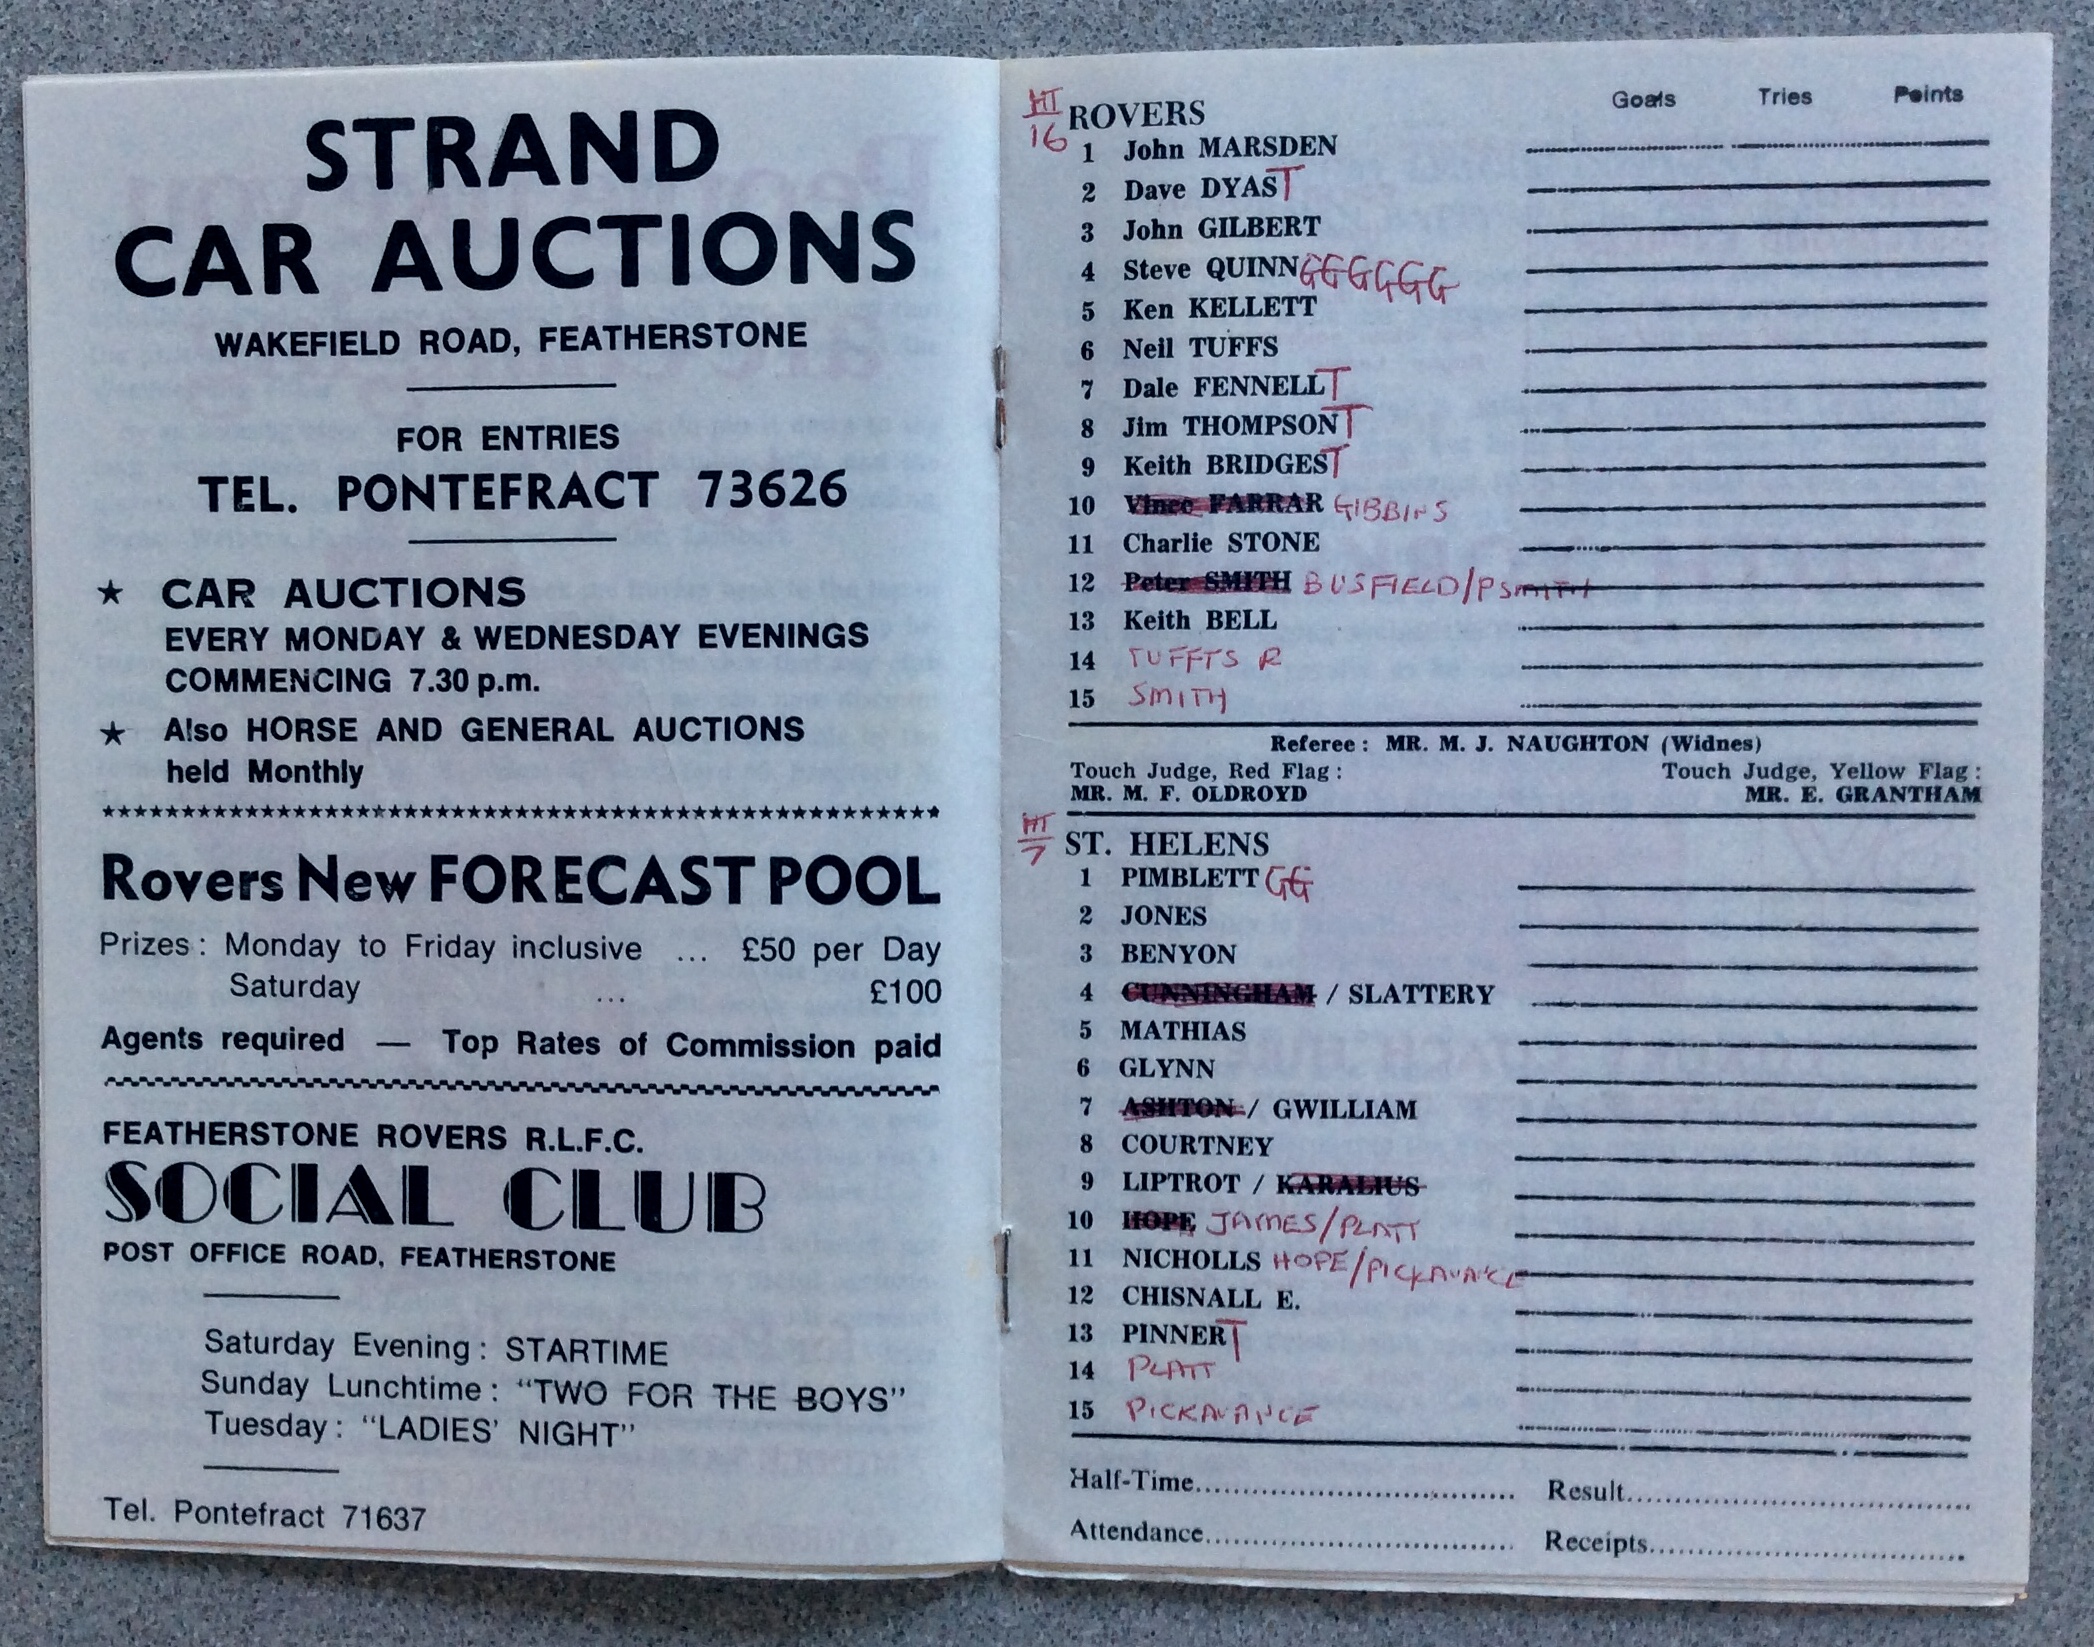 STRAND
CAR AUCTIONS
WAKEFIELD ROAD, FEATHERSTONE
FOR ENTRIES
TEL. PONTEFRACT 73626
★ CAR AUCTIONS
EVERY MONDAY & WEDNESDAY EVENINGS
COMMENCING 7.30 p.m.
★ Also HORSE AND GENERAL AUCTIONS
held Monthly
Rovers New FORECAST POOL
Prizes: Monday to Friday inclusive ... £50 per Day
Saturday ... £100
Agents required — Top Rates of Commission paid
FEATHERSTONE ROVERS R.L.F.C.
SOCIAL CLUB
POST OFFICE ROAD, FEATHERSTONE
Saturday Evening: STARTIME
Sunday Lunchtime: "TWO FOR THE BOYS"
Tuesday: "LADIES' NIGHT"
Tel. Pontefract 71637
Goals Tries Points
HT
16
ROVERS
1 John MARSDEN
2 Dave DYAS T
3 John GILBERT
4 Steve QUINN GGGGGG
5 Ken KELLETT
6 Neil TUFFS
7 Dale FENNELL T
8 Jim THOMPSON T
9 Keith BRIDGES T
10 Vince FARRAR GIBBINS
11 Charlie STONE
12 Peter SMITH BUSFIELD/P SMITH
13 Keith BELL
14 TUFFTS R
15 SMITH
Referee: MR. M. J. NAUGHTON (Widnes)
Touch Judge, Red Flag: Touch Judge, Yellow Flag:
MR. M. F. OLDROYD MR. E. GRANTHAM
HT
7
ST. HELENS
1 PIMBLETT GG
2 JONES
3 BENYON
4 CUNNINGHAM / SLATTERY
5 MATHIAS
6 GLYNN
7 ASHTON / GWILLIAM
8 COURTNEY
9 LIPTROT / KARALIUS
10 HOPE JAMES/PLATT
11 NICHOLLS HOPE/PICKAVANCE
12 CHISNALL E.
13 PINNER T
14 PLATT
15 PICKAVANCE
Half-Time.................... Result....................
Attendance.................... Receipts....................